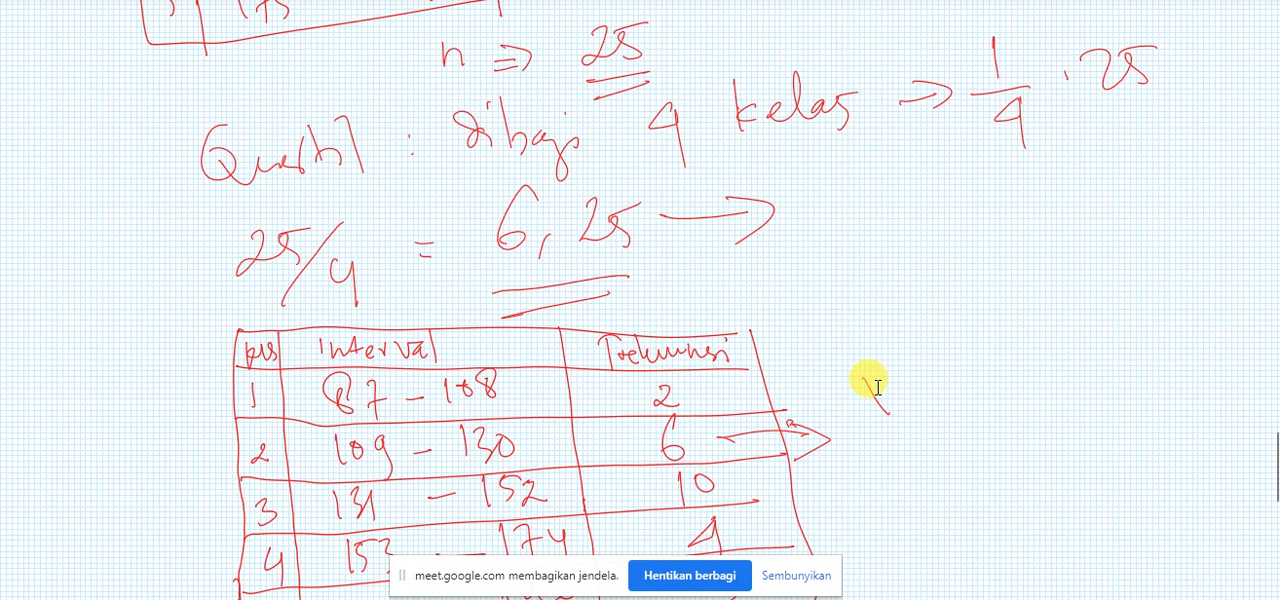 n => 25
Quartil : dibagi 4 kelas → 1/4 . 25
25/4 = 6,25 →
kls Interval Frekuensi
1 87 - 108 2
2 109 - 130 6
3 131 - 152 10
4 153 - 174 4
meet.google.com membagikan jendela. Hentikan berbagi Sembunyikan